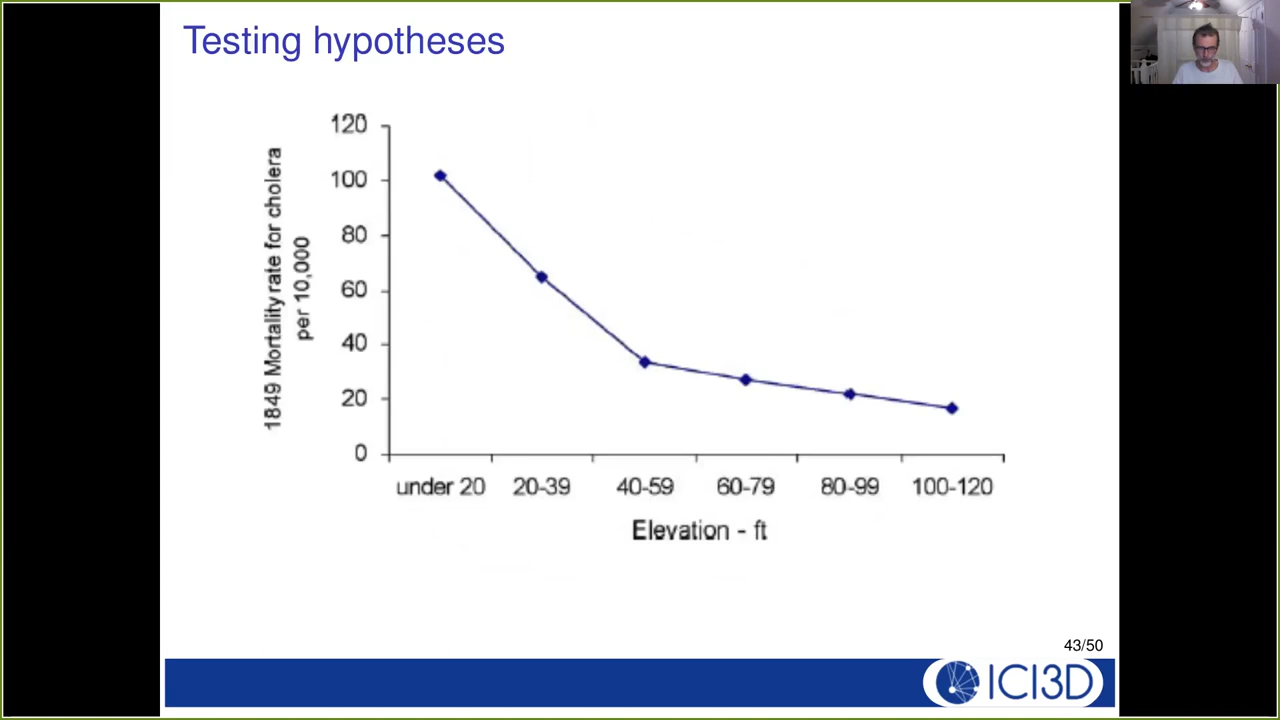 Testing hypotheses
120
100
80
60
40
20
0
1849 Mortality rate for cholera
per 10,000
under 20 20-39 40-59 60-79 80-99 100-120
Elevation - ft
43/50
ICI3D